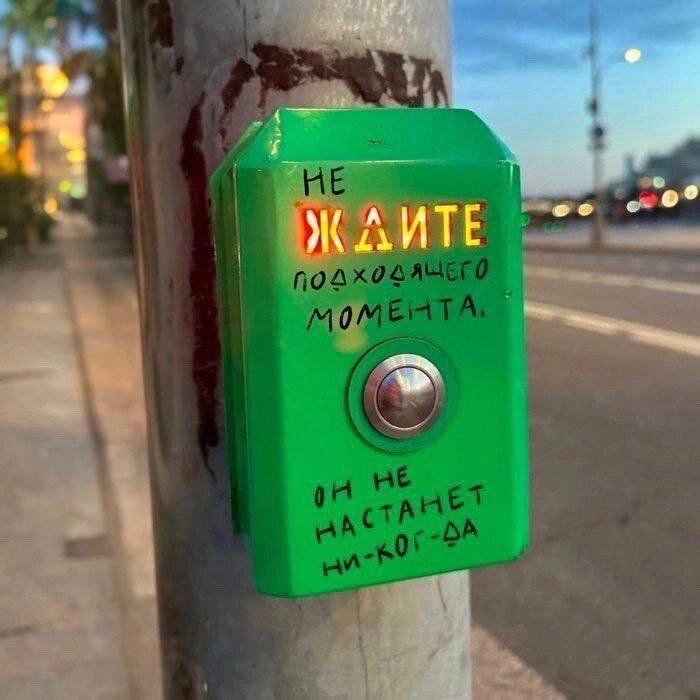 НЕ
ЖДИТЕ
ПОДХОДЯЩЕГО
МОМЕНТА.
ОН НЕ
НАСТАНЕТ
НИ-КОГ-ДА